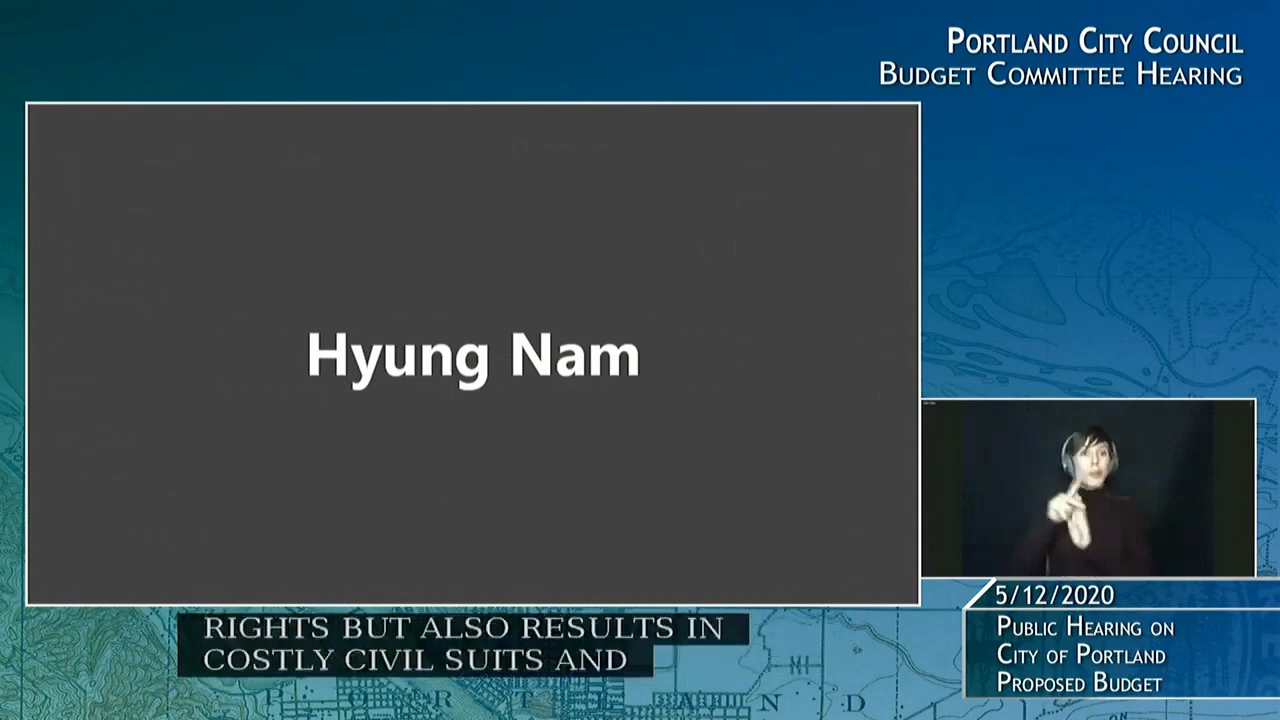 PORTLAND CITY COUNCIL
BUDGET COMMITTEE HEARING
Hyung Nam
5/12/2020
PUBLIC HEARING ON
CITY OF PORTLAND
PROPOSED BUDGET
RIGHTS BUT ALSO RESULTS IN
COSTLY CIVIL SUITS AND
P O R T L A N D